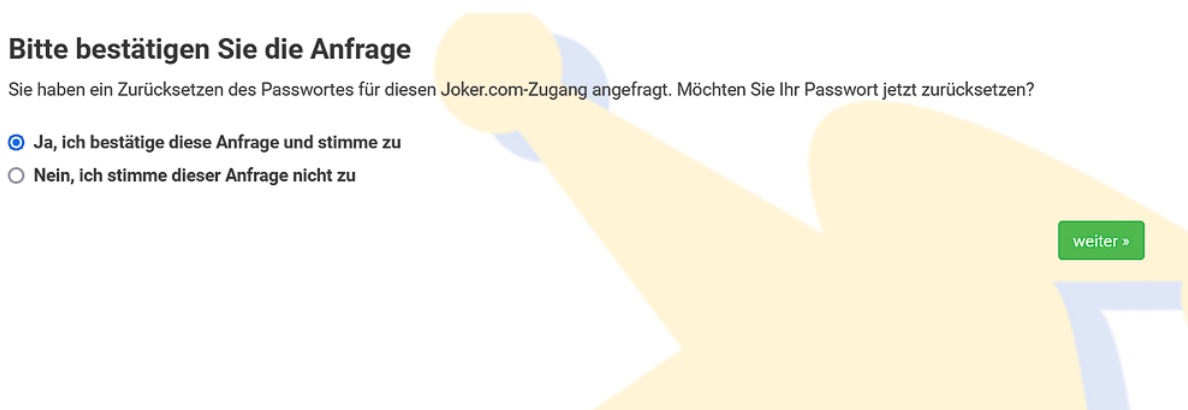 Bitte bestätigen Sie die Anfrage
Sie haben ein Zurücksetzen des Passwortes für diesen Joker.com-Zugang angefragt. Möchten Sie Ihr Passwort jetzt zurücksetzen?
Ja, ich bestätige diese Anfrage und stimme zu
Nein, ich stimme dieser Anfrage nicht zu
weiter »